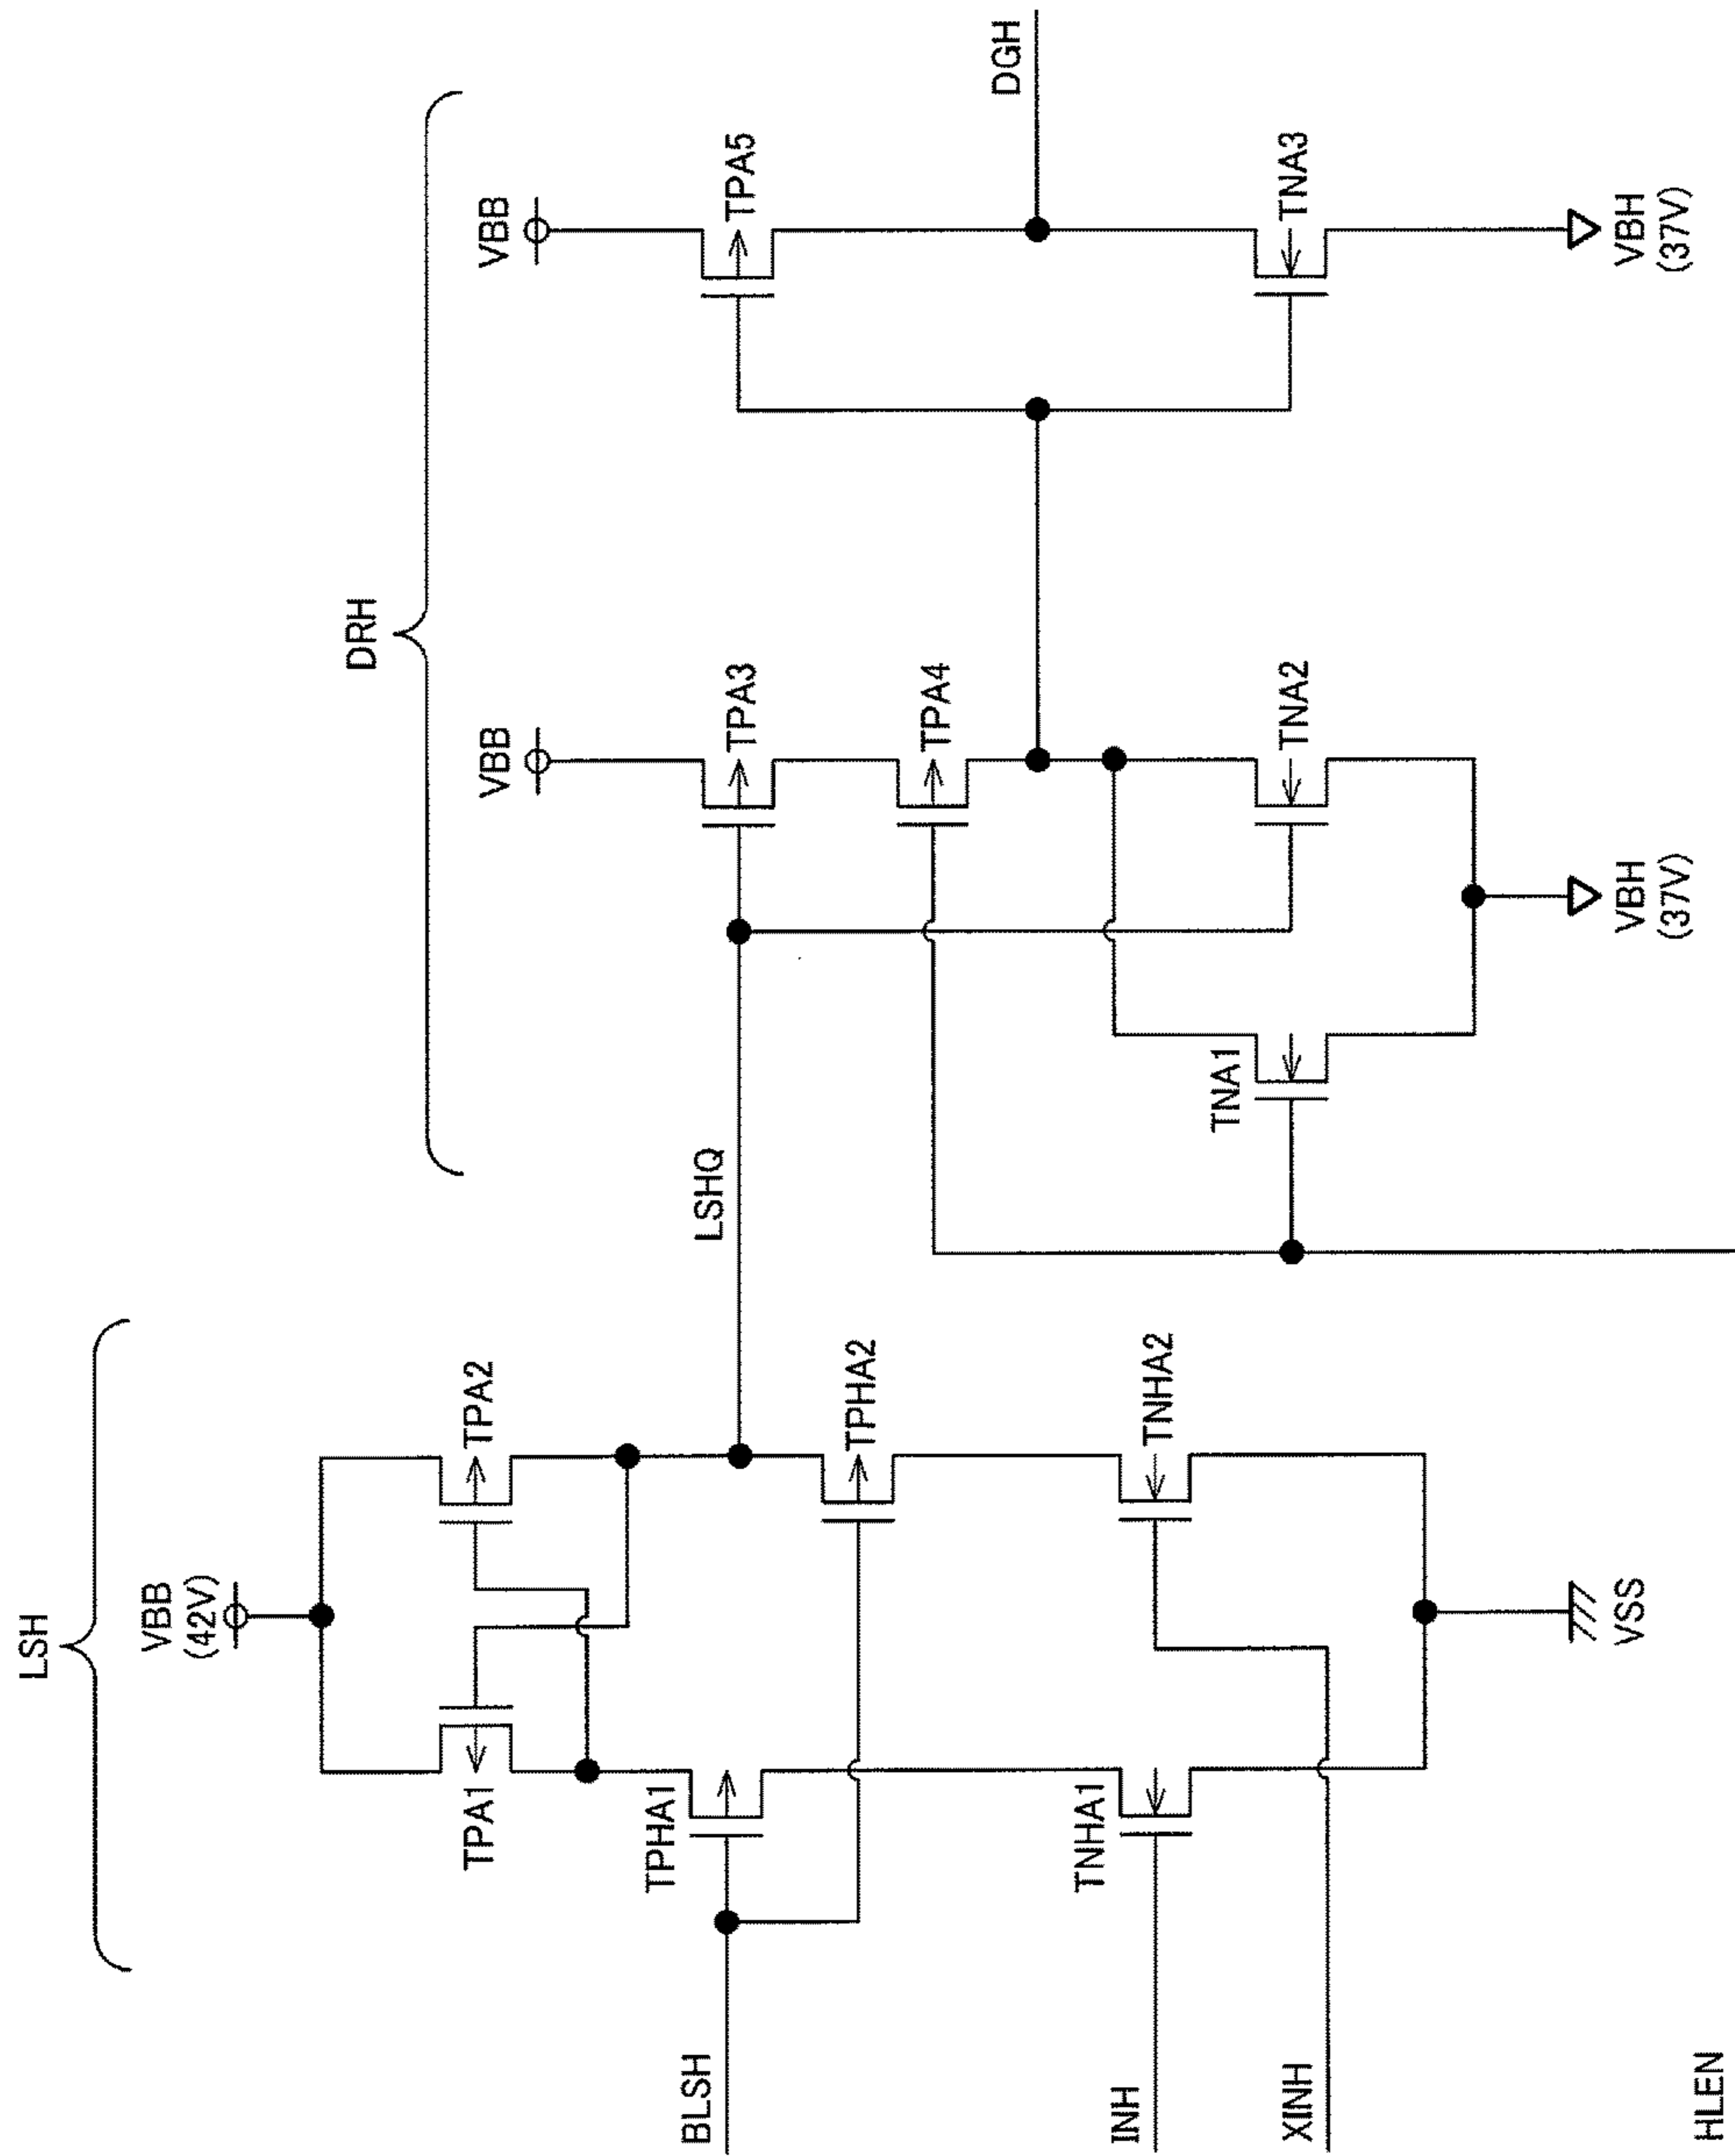 LSH
DRH
VBB
(42V)
VBB
VBB
TPA1
TPA2
TPA3
TPA5
BLSH
TPHA1
LSHQ
TPHA2
TPA4
DGH
INH
TNHA1
TNHA2
TNA1
TNA2
TNA3
XINH
VSS
VBH
(37V)
VBH
(37V)
HLEN